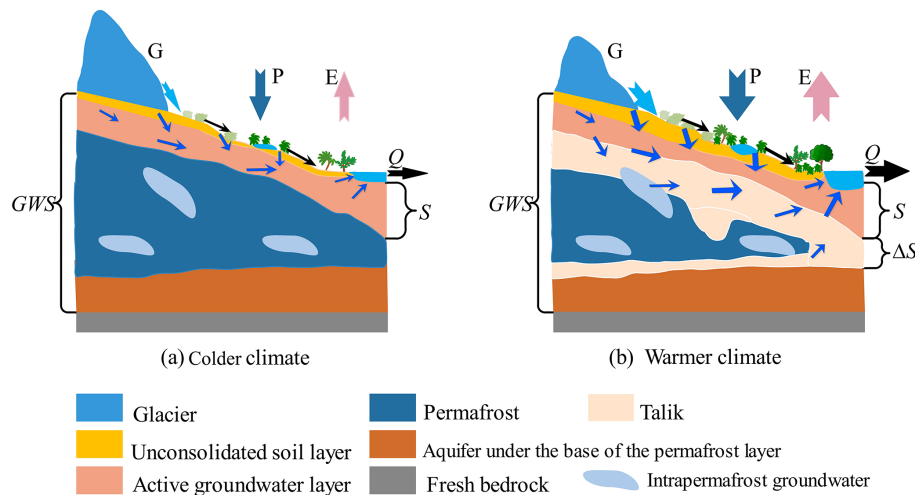 G
P
E
Q
GWS
S
(a) Colder climate
G
P
E
Q
GWS
S
ΔS
(b) Warmer climate
Glacier
Permafrost
Talik
Unconsolidated soil layer
Aquifer under the base of the permafrost layer
Active groundwater layer
Fresh bedrock
Intrapermafrost groundwater